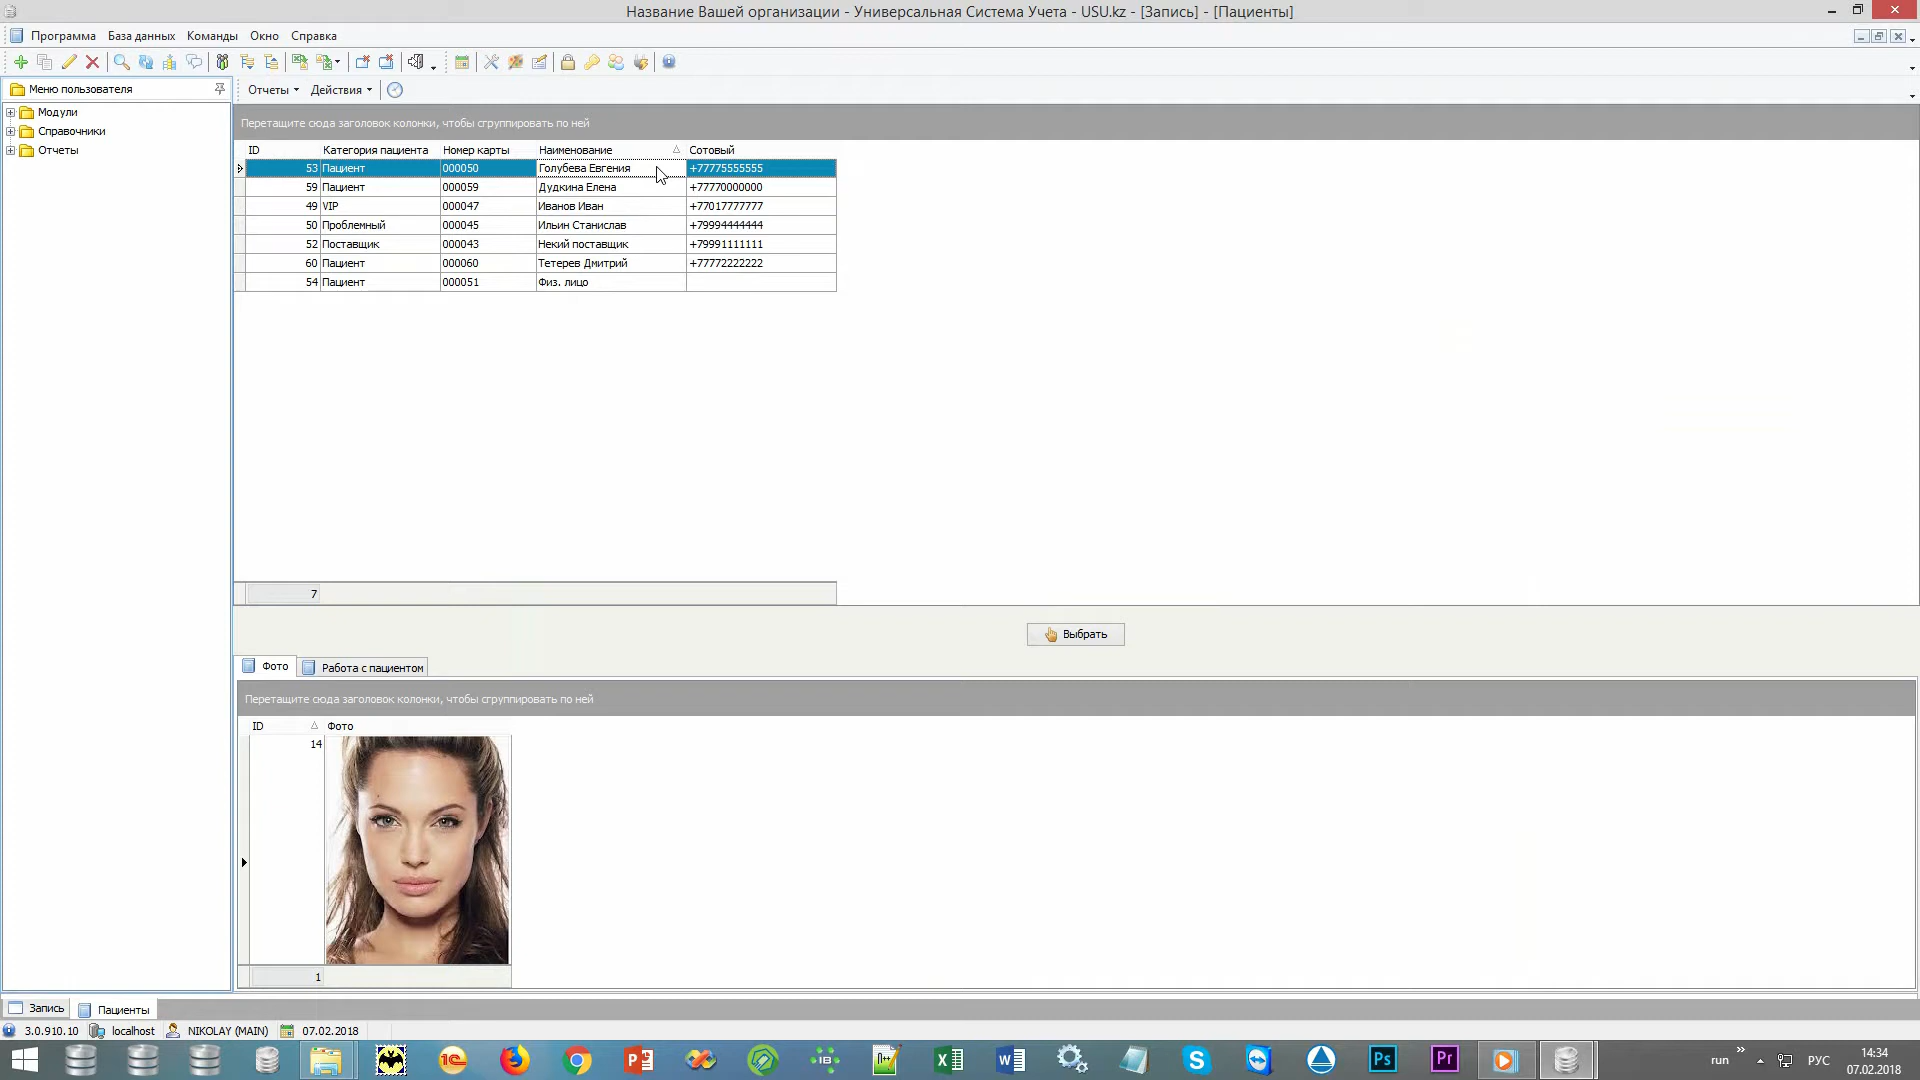 Название Вашей организации - Универсальная Система Учета - USU.kz - [Запись] - [Пациенты]
Программа База данных Команды Окно Справка
Меню пользователя
Отчеты Действия
Модули
Справочники
Отчеты
Перетащите сюда заголовок колонки, чтобы сгруппировать по ней
ID Категория пациента Номер карты Наименование Сотовый
53 Пациент 000050 Голубева Евгения +77775555555
59 Пациент 000059 Дудкина Елена +77770000000
49 VIP 000047 Иванов Иван +77017777777
50 Проблемный 000045 Ильин Станислав +79994444444
52 Поставщик 000043 Некий поставщик +79991111111
60 Пациент 000060 Тетерев Дмитрий +77772222222
54 Пациент 000051 Физ. лицо
7
Выбрать
Фото Работа с пациентом
Перетащите сюда заголовок колонки, чтобы сгруппировать по ней
ID Фото
14
1
Запись Пациенты
3.0.910.10 localhost NIKOLAY (MAIN) 07.02.2018
run РУС 14:34
07.02.2018